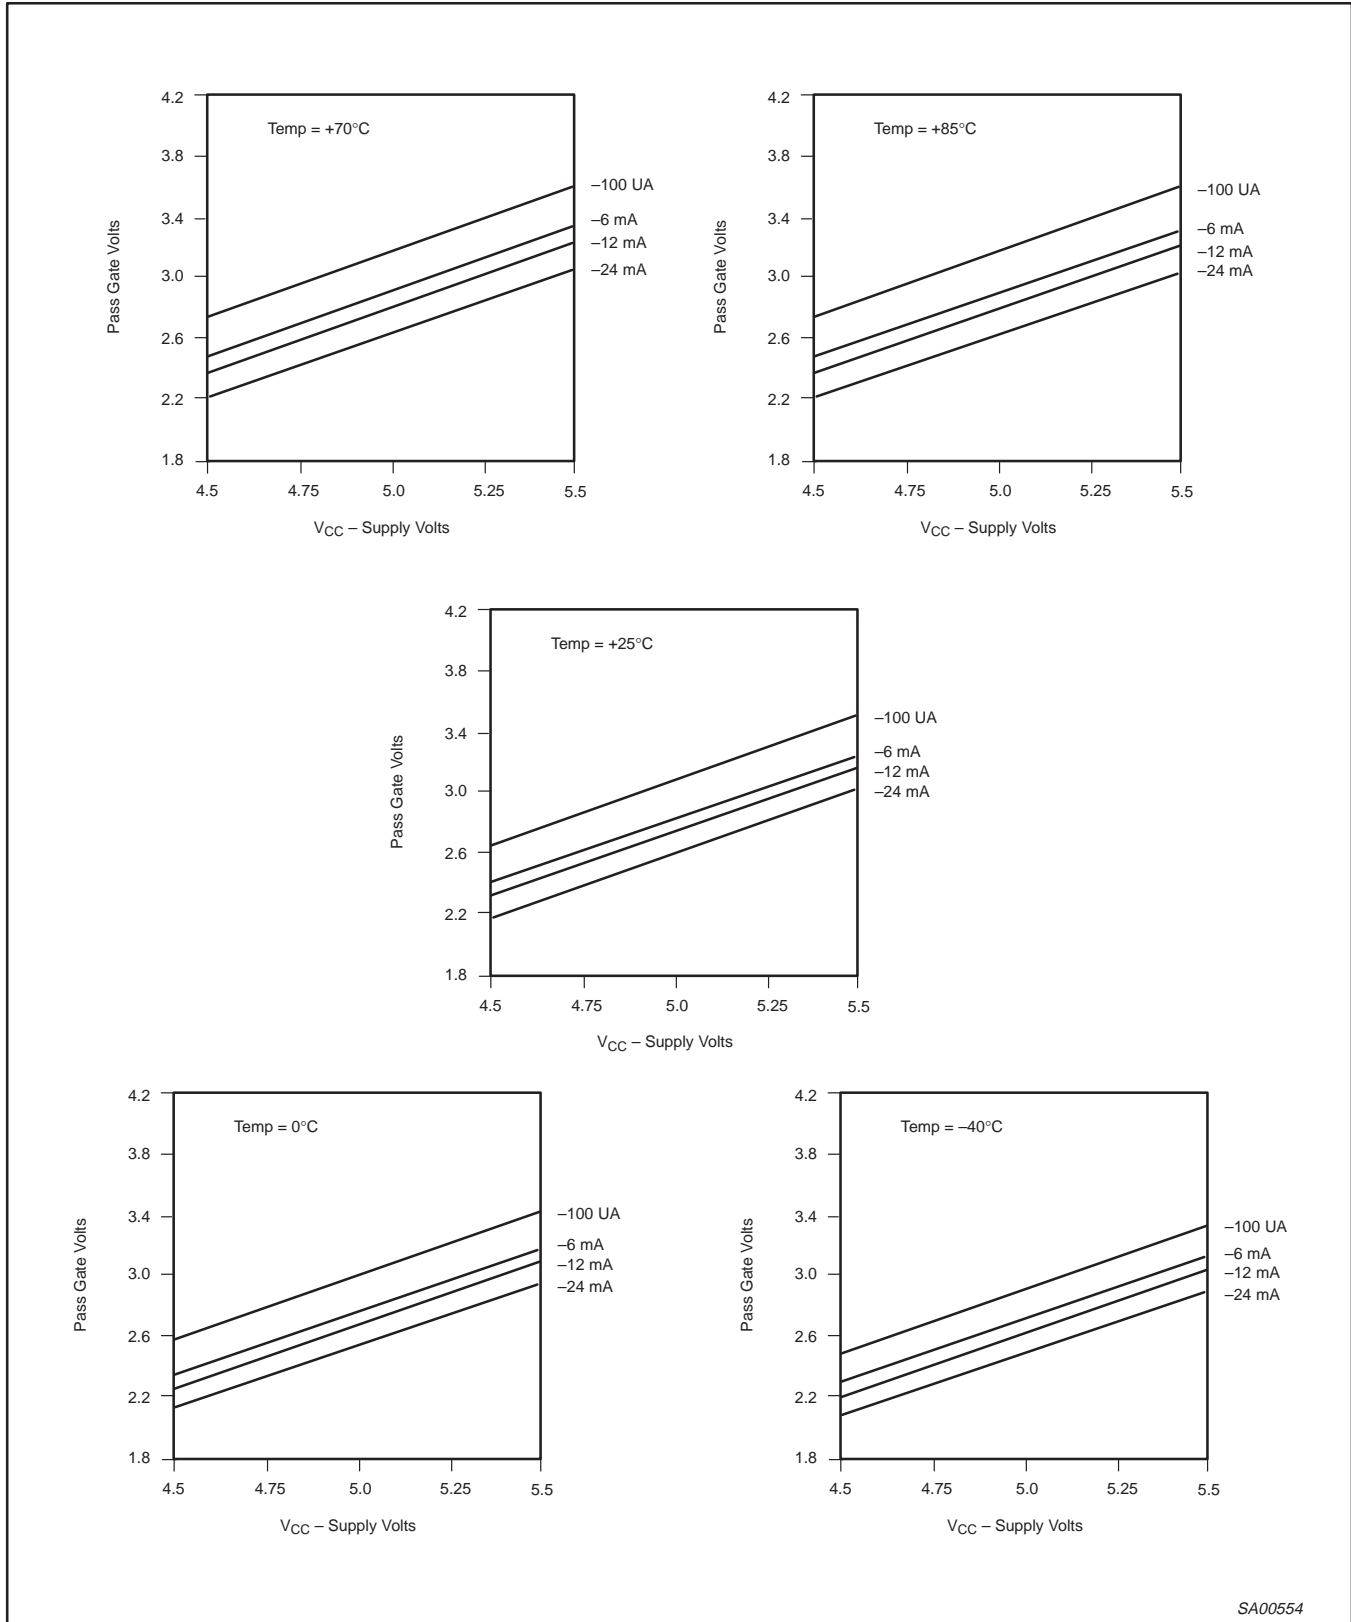 Temp = +70°C
Pass Gate Volts
4.2
3.8
3.4
3.0
2.6
2.2
1.8
–100 UA
–6 mA
–12 mA
–24 mA
4.5 4.75 5.0 5.25 5.5
VCC – Supply Volts
Temp = +85°C
Pass Gate Volts
4.2
3.8
3.4
3.0
2.6
2.2
1.8
–100 UA
–6 mA
–12 mA
–24 mA
4.5 4.75 5.0 5.25 5.5
VCC – Supply Volts
Temp = +25°C
Pass Gate Volts
4.2
3.8
3.4
3.0
2.6
2.2
1.8
–100 UA
–6 mA
–12 mA
–24 mA
4.5 4.75 5.0 5.25 5.5
VCC – Supply Volts
Temp = 0°C
Pass Gate Volts
4.2
3.8
3.4
3.0
2.6
2.2
1.8
–100 UA
–6 mA
–12 mA
–24 mA
4.5 4.75 5.0 5.25 5.5
VCC – Supply Volts
Temp = –40°C
Pass Gate Volts
4.2
3.8
3.4
3.0
2.6
2.2
1.8
–100 UA
–6 mA
–12 mA
–24 mA
4.5 4.75 5.0 5.25 5.5
VCC – Supply Volts
SA00554